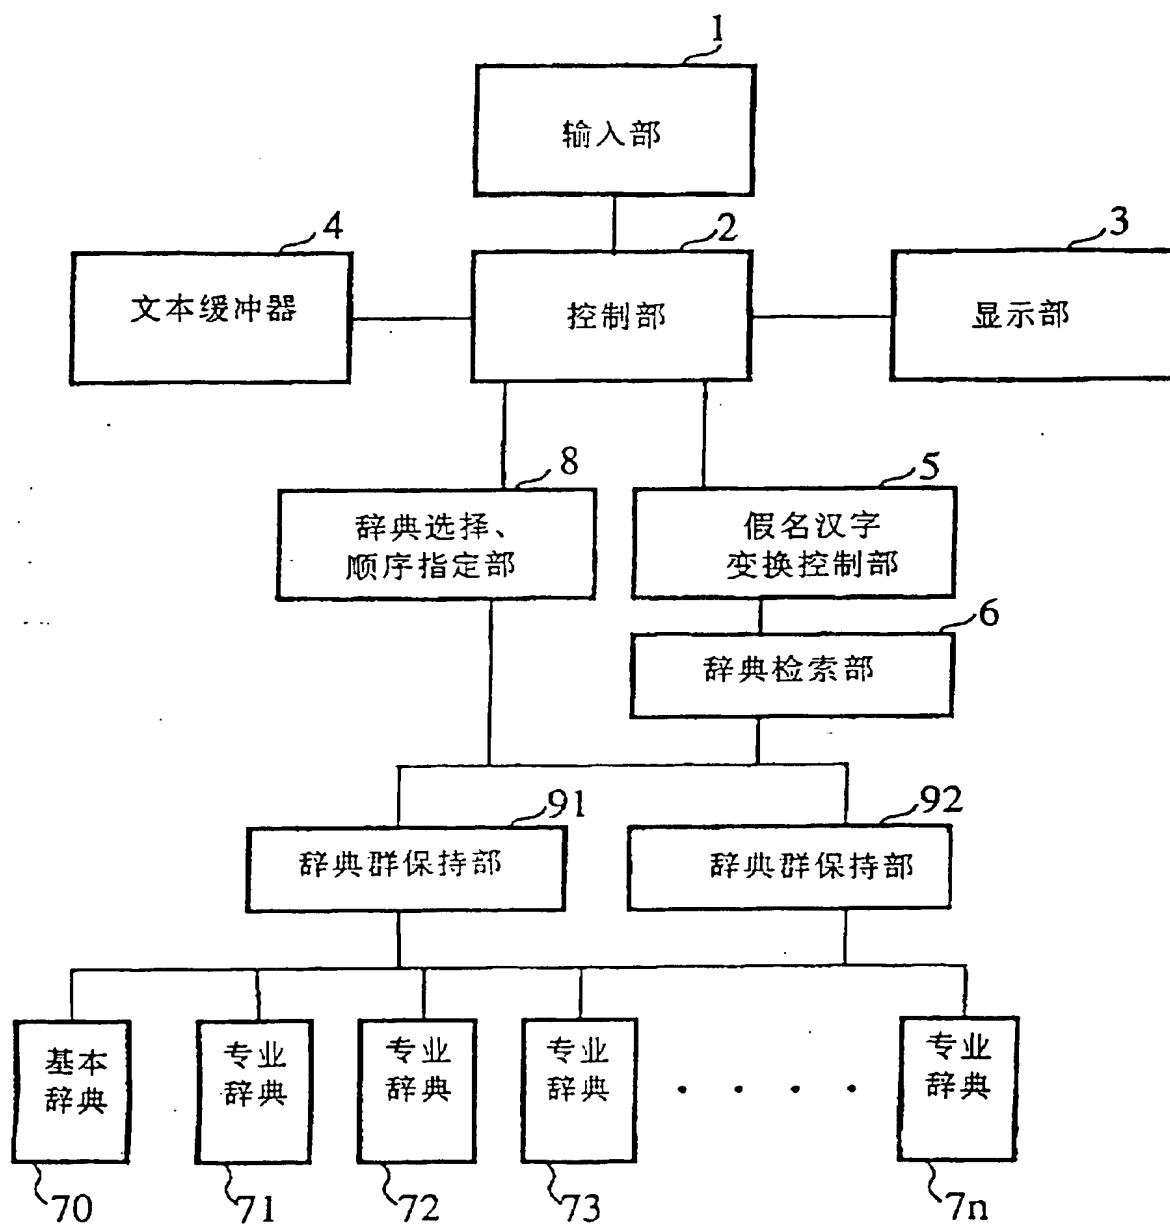 1
输入部
4
文本缓冲器
2
控制部
3
显示部
8
辞典选择、
顺序指定部
5
假名汉字
变换控制部
6
辞典检索部
91
辞典群保持部
92
辞典群保持部
基本
辞典
专业
辞典
专业
辞典
专业
辞典
· · · ·
专业
辞典
70
71
72
73
7n